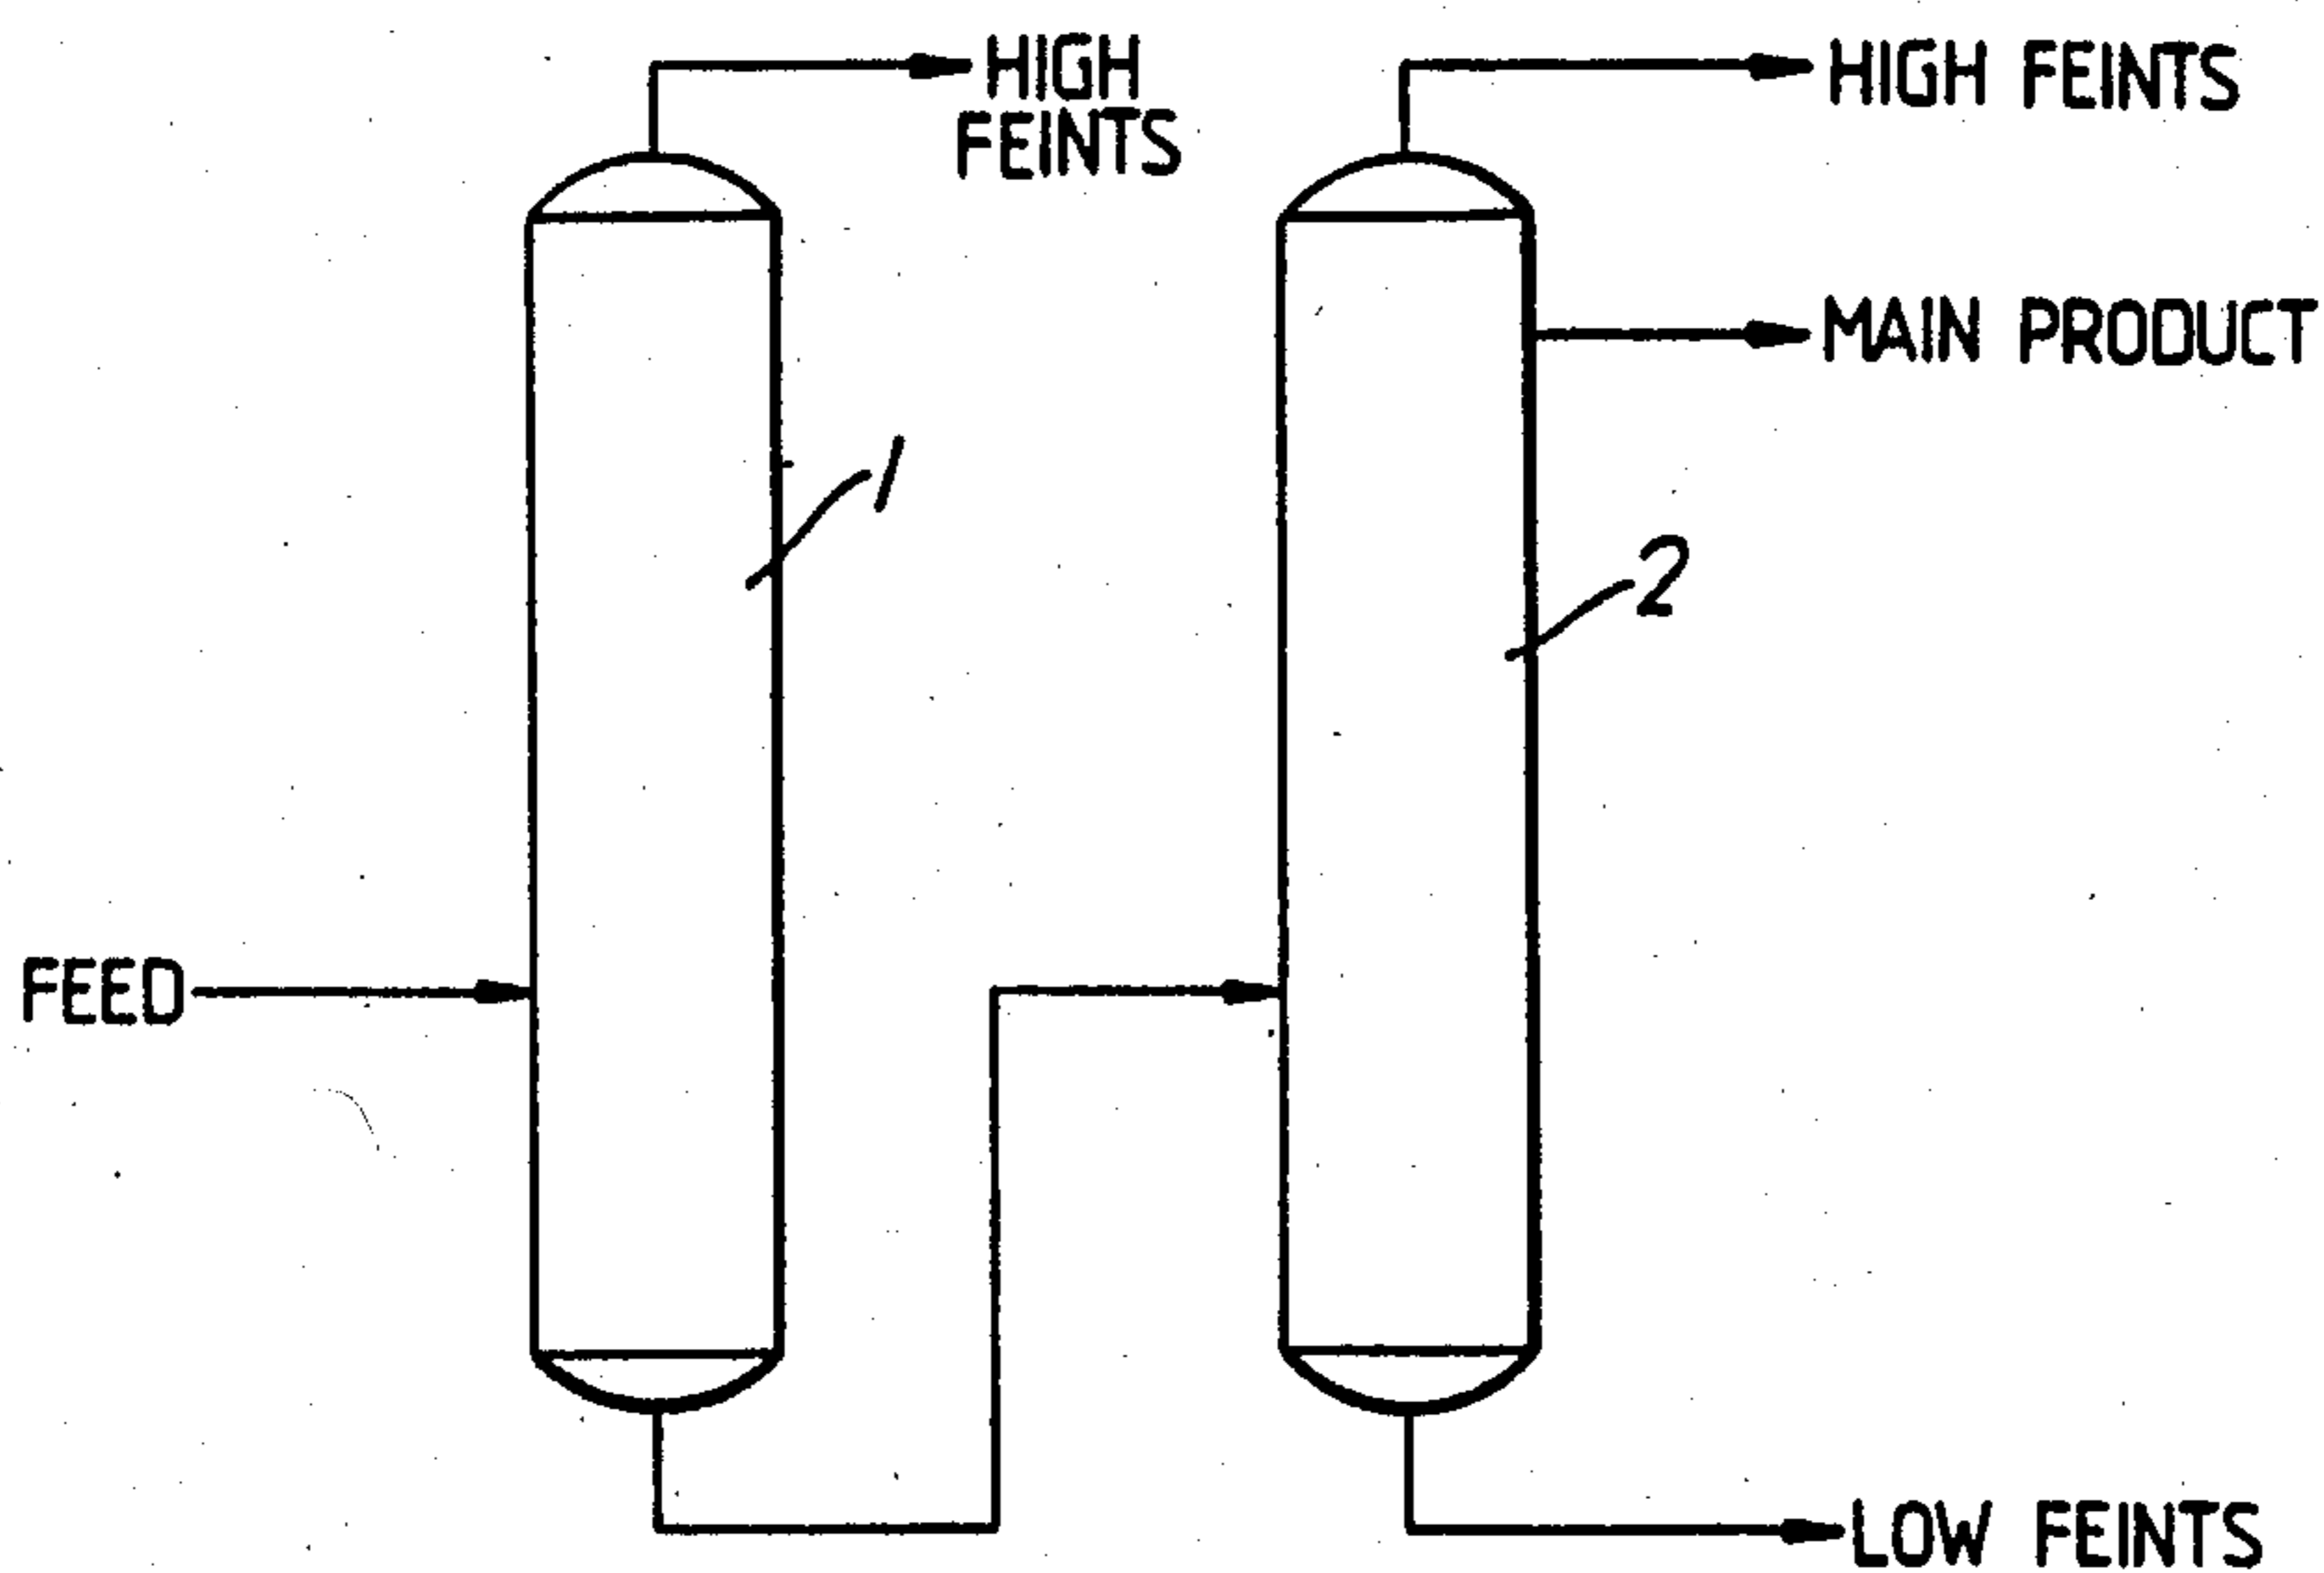 HIGH
FEINTS
HIGH FEINTS
MAIN PRODUCT
1
2
FEED
LOW FEINTS